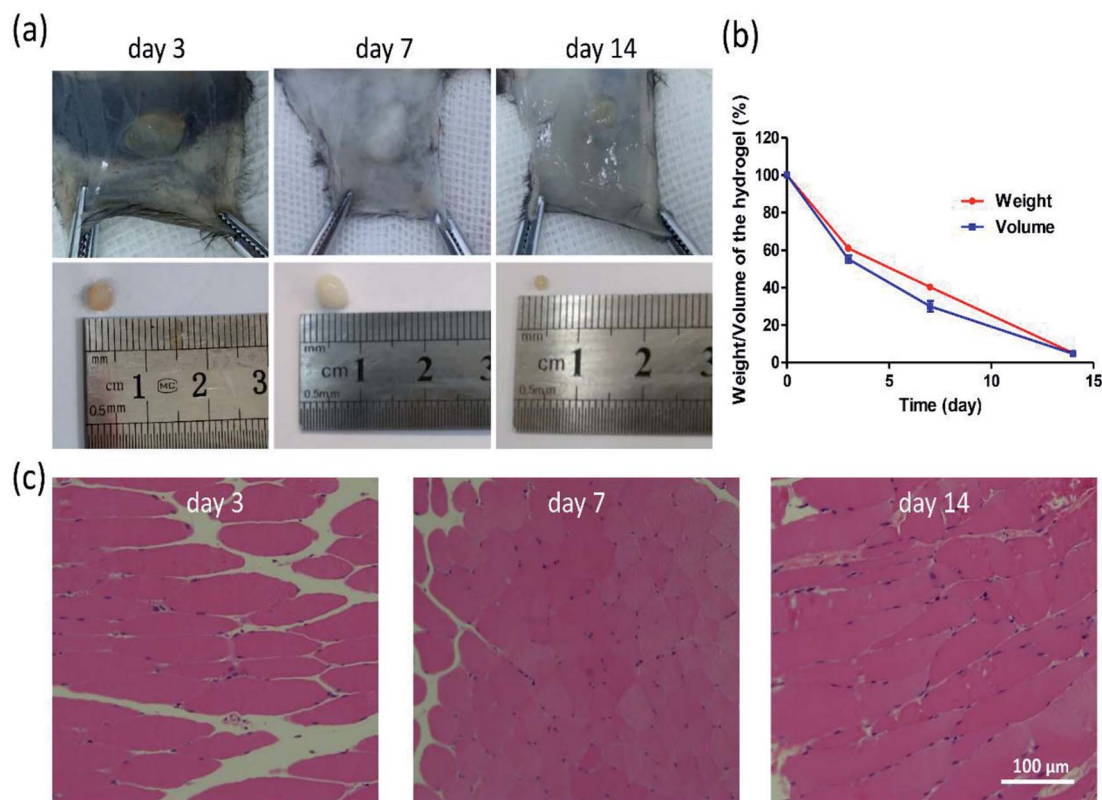 (a)
day 3
day 7
day 14
mm
cm 1 MC 2 3
0.5mm
mm
cm 1 2 3
0.5mm
mm
cm 1 2 3
0.5mm
(b)
Weight/Volume of the hydrogel (%)
120
100
80
60
40
20
0
0 5 10 15
Time (day)
Weight
Volume
(c)
day 3
day 7
day 14
100 μm